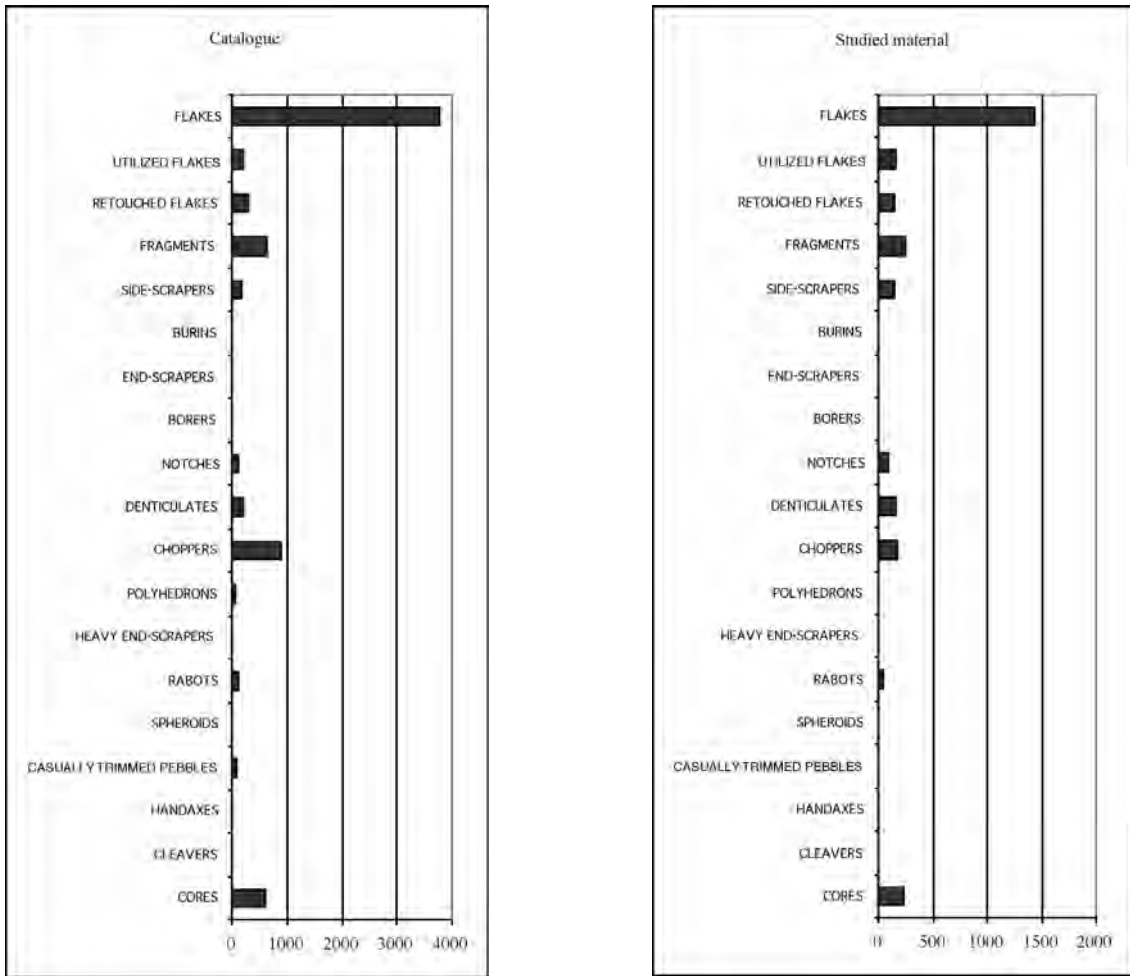 Catalogue
FLAKES
UTILIZED FLAKES
RETOUCHED FLAKES
FRAGMENTS
SIDE-SCRAPERS
BURINS
END-SCRAPERS
BORERS
NOTCHES
DENTICULATES
CHOPPERS
POLYHEDRONS
HEAVY END-SCRAPERS
RABOTS
SPHEROIDS
CASUALLY TRIMMED PEBBLES
HANDAXES
CLEAVERS
CORES
0 1000 2000 3000 4000
Studied material
FLAKES
UTILIZED FLAKES
RETOUCHED FLAKES
FRAGMENTS
SIDE-SCRAPERS
BURINS
END-SCRAPERS
BORERS
NOTCHES
DENTICULATES
CHOPPERS
POLYHEDRONS
HEAVY END-SCRAPERS
RABOTS
SPHEROIDS
CASUALLY TRIMMED PEBBLES
HANDAXES
CLEAVERS
CORES
0 500 1000 1500 2000